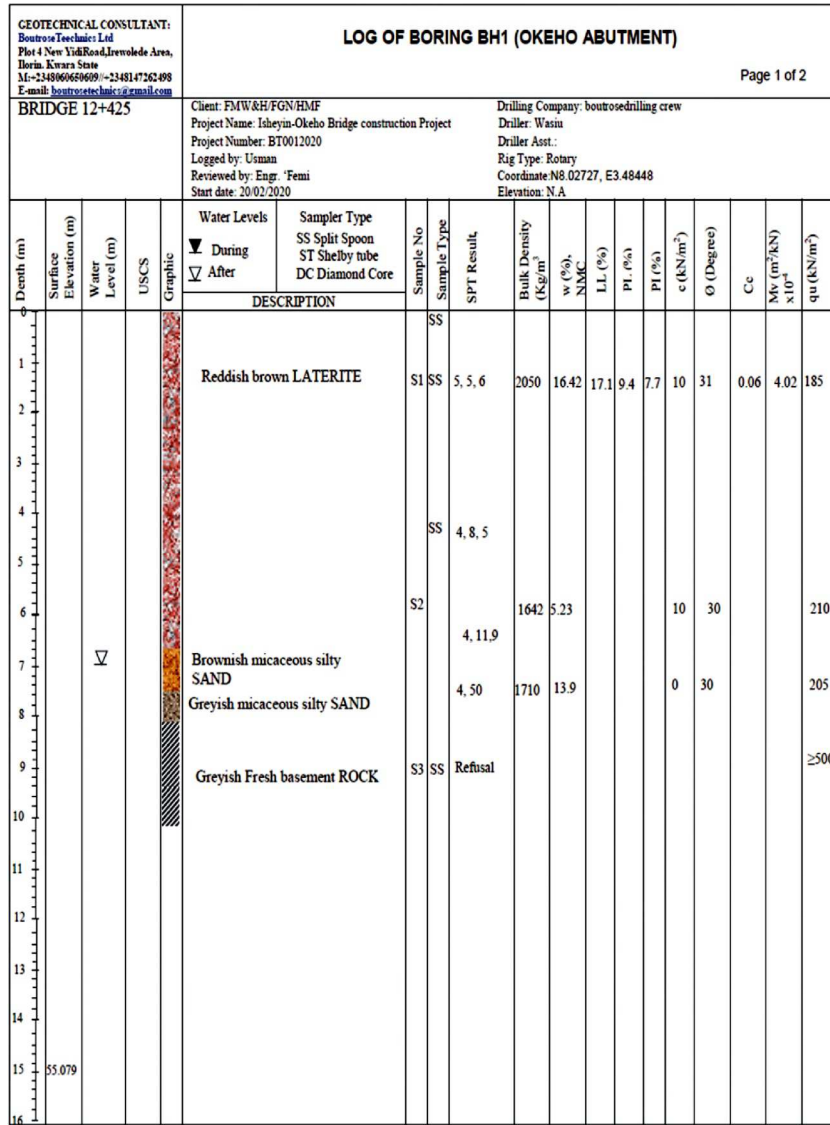 GEOTECHNICAL CONSULTANT:
BoutroseTeechnics Ltd
Plot 4 New YidiRoad,Irewolede Area,
Ilorin. Kwara State
M:+2348060650609//+2348147262498
E-mail: boutrosetechnics@gmail.com
LOG OF BORING BH1 (OKEHO ABUTMENT)
Page 1 of 2
BRIDGE 12+425
Client: FMW&H/FGN/HMF
Project Name: Isheyin-Okeho Bridge construction Project
Project Number: BT0012020
Logged by: Usman
Reviewed by: Engr. ‘Femi
Start date: 20/02/2020
Drilling Company: boutrosedrilling crew
Driller: Wasiu
Driller Asst.:
Rig Type: Rotary
Coordinate:N8.02727, E3.48448
Elevation: N.A
Depth (m)
Surface Elevation (m)
Water Level (m)
USCS
Graphic
Water Levels
During
After
Sampler Type
SS Split Spoon
ST Shelby tube
DC Diamond Core
DESCRIPTION
Sample No
Sample Type
SPT Result,
Bulk Density (Kg/m³
w (%), NMC
LL (%)
PL (%)
PI (%)
c (kN/m²)
Ø (Degree)
Cc
Mv (m²/kN) x10⁻⁴
qu (kN/m²)
0
SS
1
Reddish brown LATERITE S1 SS 5, 5, 6 2050 16.42 17.1 9.4 7.7 10 31 0.06 4.02 185
2
3
4
SS 4, 8, 5
5
6 S2 1642 5.23 10 30 210
4, 11,9
7 Brownish micaceous silty
SAND
4, 50 1710 13.9 0 30 205
Greyish micaceous silty SAND
8
9 Greyish Fresh basement ROCK S3 SS Refusal ≥500
10
11
12
13
14
15 55.079
16